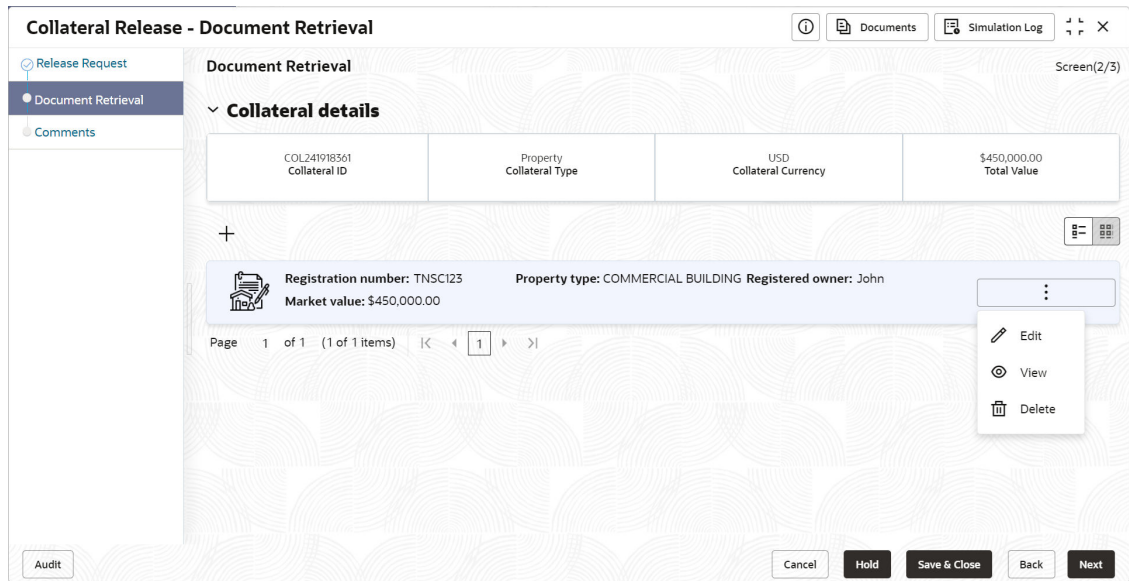 Collateral Release - Document Retrieval
Documents
Simulation Log
Release Request
Document Retrieval
Comments
Document Retrieval
Screen(2/3)
Collateral details
COL241918361
Collateral ID
Property
Collateral Type
USD
Collateral Currency
$450,000.00
Total Value
Registration number: TNSC123
Property type: COMMERCIAL BUILDING
Registered owner: John
Market value: $450,000.00
Edit
View
Delete
Page 1 of 1 (1 of 1 items) 1
Audit
Cancel
Hold
Save & Close
Back
Next